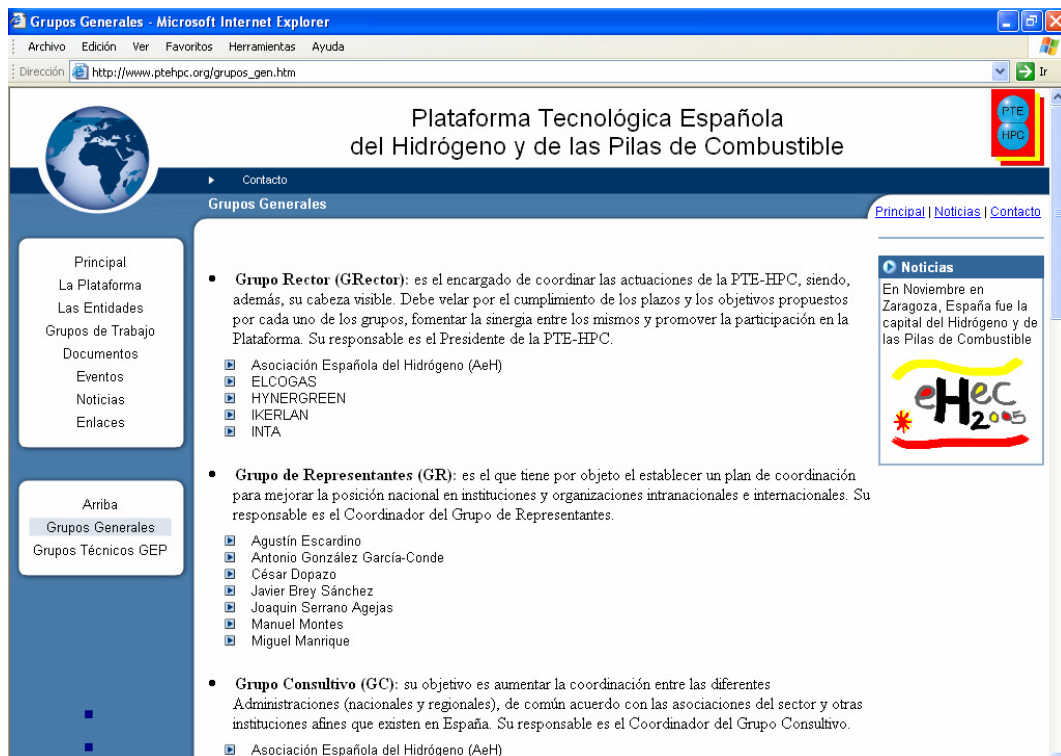 Grupos Generales - Microsoft Internet Explorer
Archivo Edición Ver Favoritos Herramientas Ayuda
Dirección http://www.ptehpc.org/grupos_gen.htm Ir
Plataforma Tecnológica Española
del Hidrógeno y de las Pilas de Combustible
PTE
HPC
Contacto
Grupos Generales
Principal | Noticias | Contacto
Principal
La Plataforma
Las Entidades
Grupos de Trabajo
Documentos
Eventos
Noticias
Enlaces
Arriba
Grupos Generales
Grupos Técnicos GEP
• Grupo Rector (GRector): es el encargado de coordinar las actuaciones de la PTE-HPC, siendo,
además, su cabeza visible. Debe velar por el cumplimiento de los plazos y los objetivos propuestos
por cada uno de los grupos, fomentar la sinergia entre los mismos y promover la participación en la
Plataforma. Su responsable es el Presidente de la PTE-HPC.
Asociación Española del Hidrógeno (AeH)
ELCOGAS
HYNERGREEN
IKERLAN
INTA
• Grupo de Representantes (GR): es el que tiene por objeto el establecer un plan de coordinación
para mejorar la posición nacional en instituciones y organizaciones intranacionales e internacionales. Su
responsable es el Coordinador del Grupo de Representantes.
Agustín Escardino
Antonio González García-Conde
César Dopazo
Javier Brey Sánchez
Joaquin Serrano Agejas
Manuel Montes
Miguel Manrique
• Grupo Consultivo (GC): su objetivo es aumentar la coordinación entre las diferentes
Administraciones (nacionales y regionales), de común acuerdo con las asociaciones del sector y otras
instituciones afines que existen en España. Su responsable es el Coordinador del Grupo Consultivo.
Asociación Española del Hidrógeno (AeH)
Noticias
En Noviembre en
Zaragoza, España fue la
capital del Hidrógeno y de
las Pilas de Combustible
eHec
2005